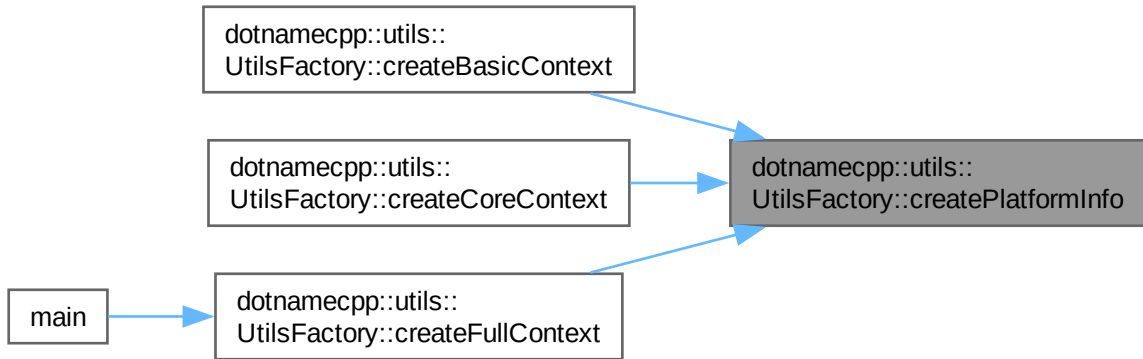 dotnamecpp::utils::
UtilsFactory::createBasicContext
dotnamecpp::utils::
UtilsFactory::createCoreContext
dotnamecpp::utils::
UtilsFactory::createPlatformInfo
main
dotnamecpp::utils::
UtilsFactory::createFullContext